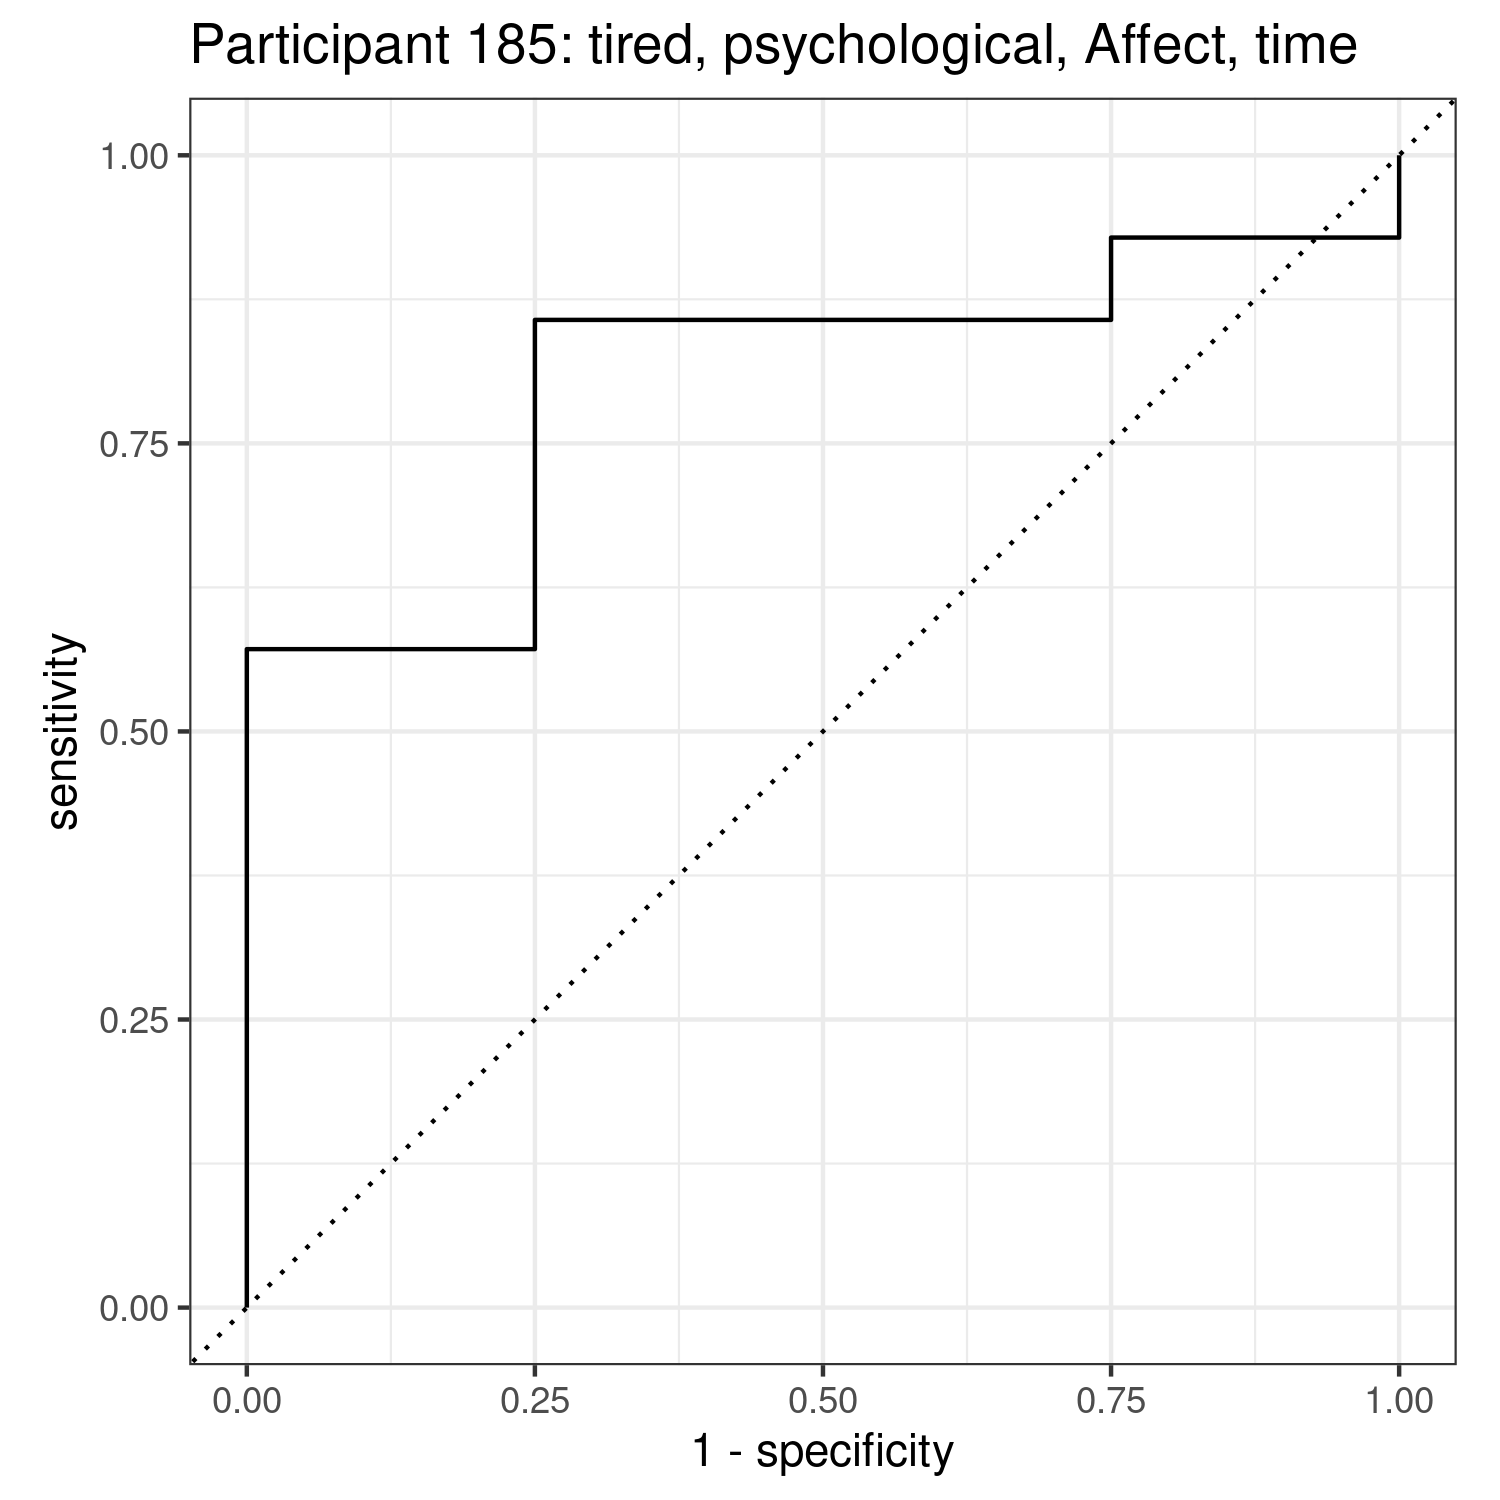 Participant 185: tired, psychological, Affect, time
1.00
0.75
0.50
0.25
0.00
sensitivity
0.00 0.25 0.50 0.75 1.00
1 - specificity